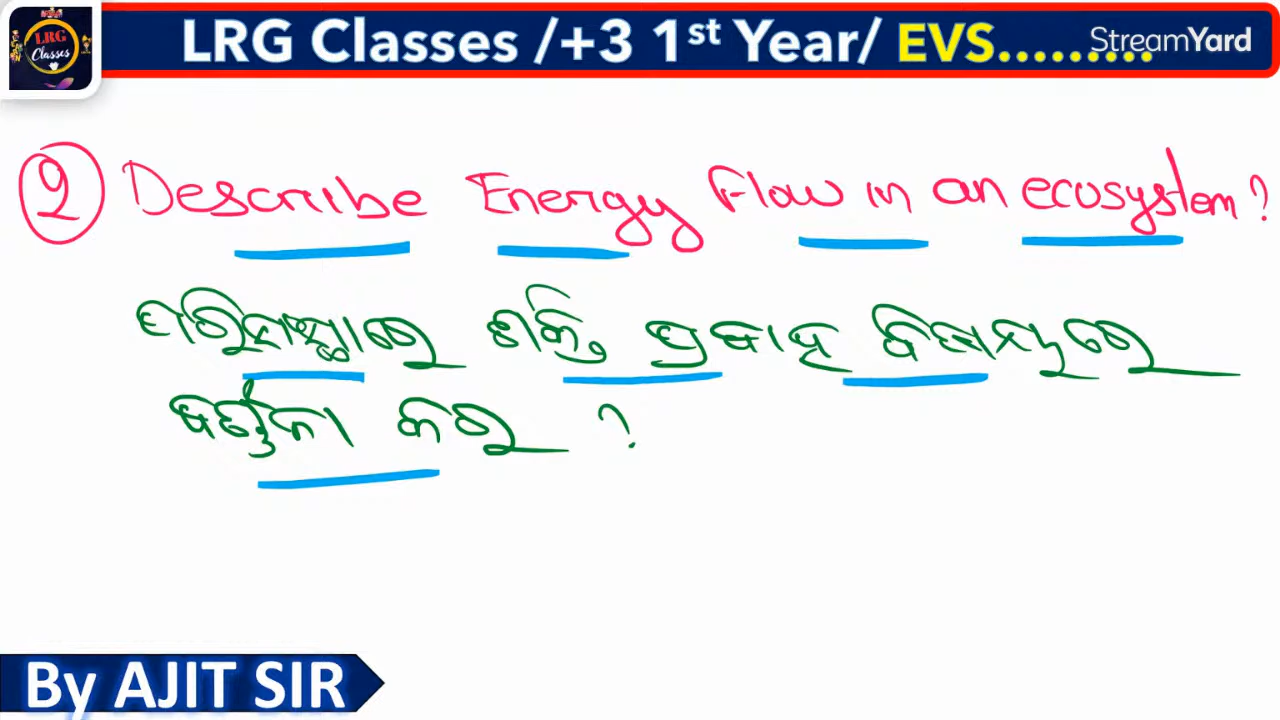 LRG Classes
LRG Classes /+3 1st Year/ EVS.........
StreamYard
2 Describe Energy Flow in an ecosystem?
ପରିସଂସ୍ଥାରେ ଶକ୍ତି ପ୍ରବାହ ବିଷୟରେ
ବର୍ଣ୍ଣନା କର ?
By AJIT SIR